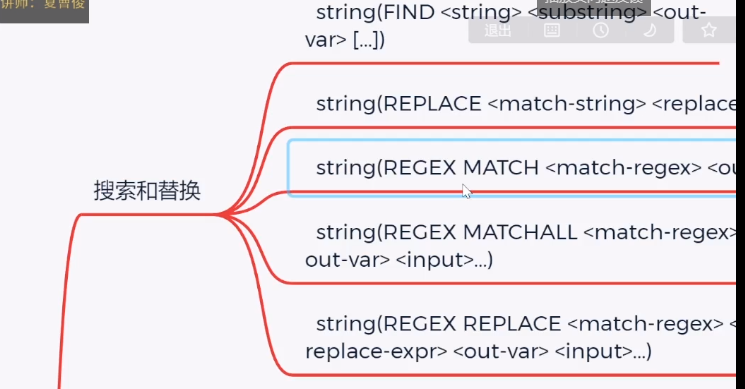 讲师：夏曹俊
string(FIND <string> <substring> <out-
var> [...])
退出
string(REPLACE <match-string> <replace
搜索和替换
string(REGEX MATCH <match-regex> <ou
string(REGEX MATCHALL <match-regex>
out-var> <input>...)
string(REGEX REPLACE <match-regex> <
replace-expr> <out-var> <input>...)